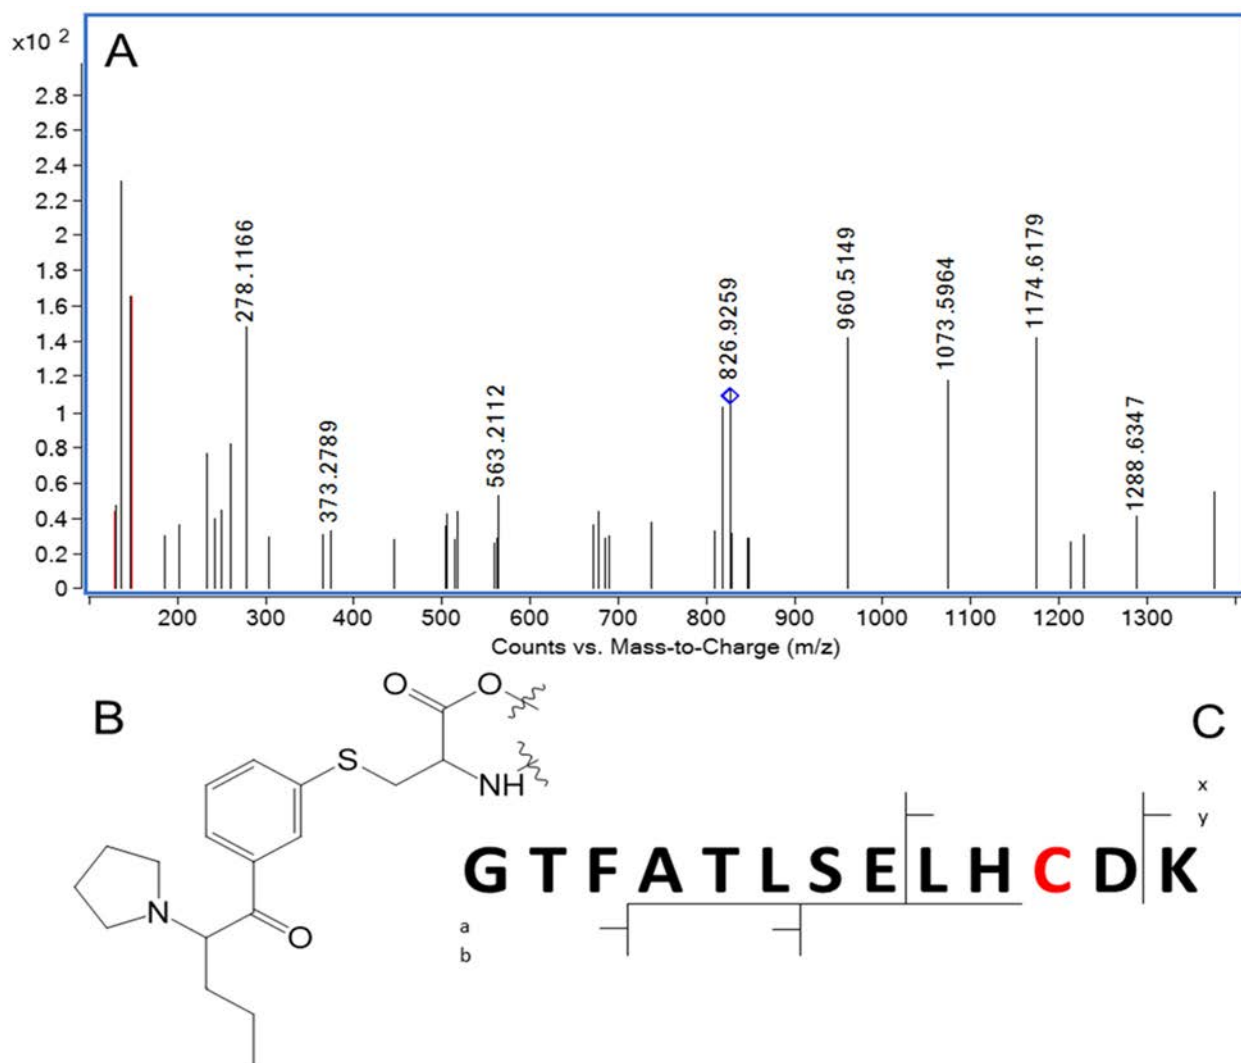 x10 2
A
2.8
2.6
2.4
2.2
2
1.8
1.6
1.4
1.2
1
0.8
0.6
0.4
0.2
0
278.1166
373.2789
563.2112
826.9259
960.5149
1073.5964
1174.6179
1288.6347
200 300 400 500 600 700 800 900 1000 1100 1200 1300
Counts vs. Mass-to-Charge (m/z)
B
O O
S
NH
N
O
C
x
y
GTFATLSELHCDK
a
b